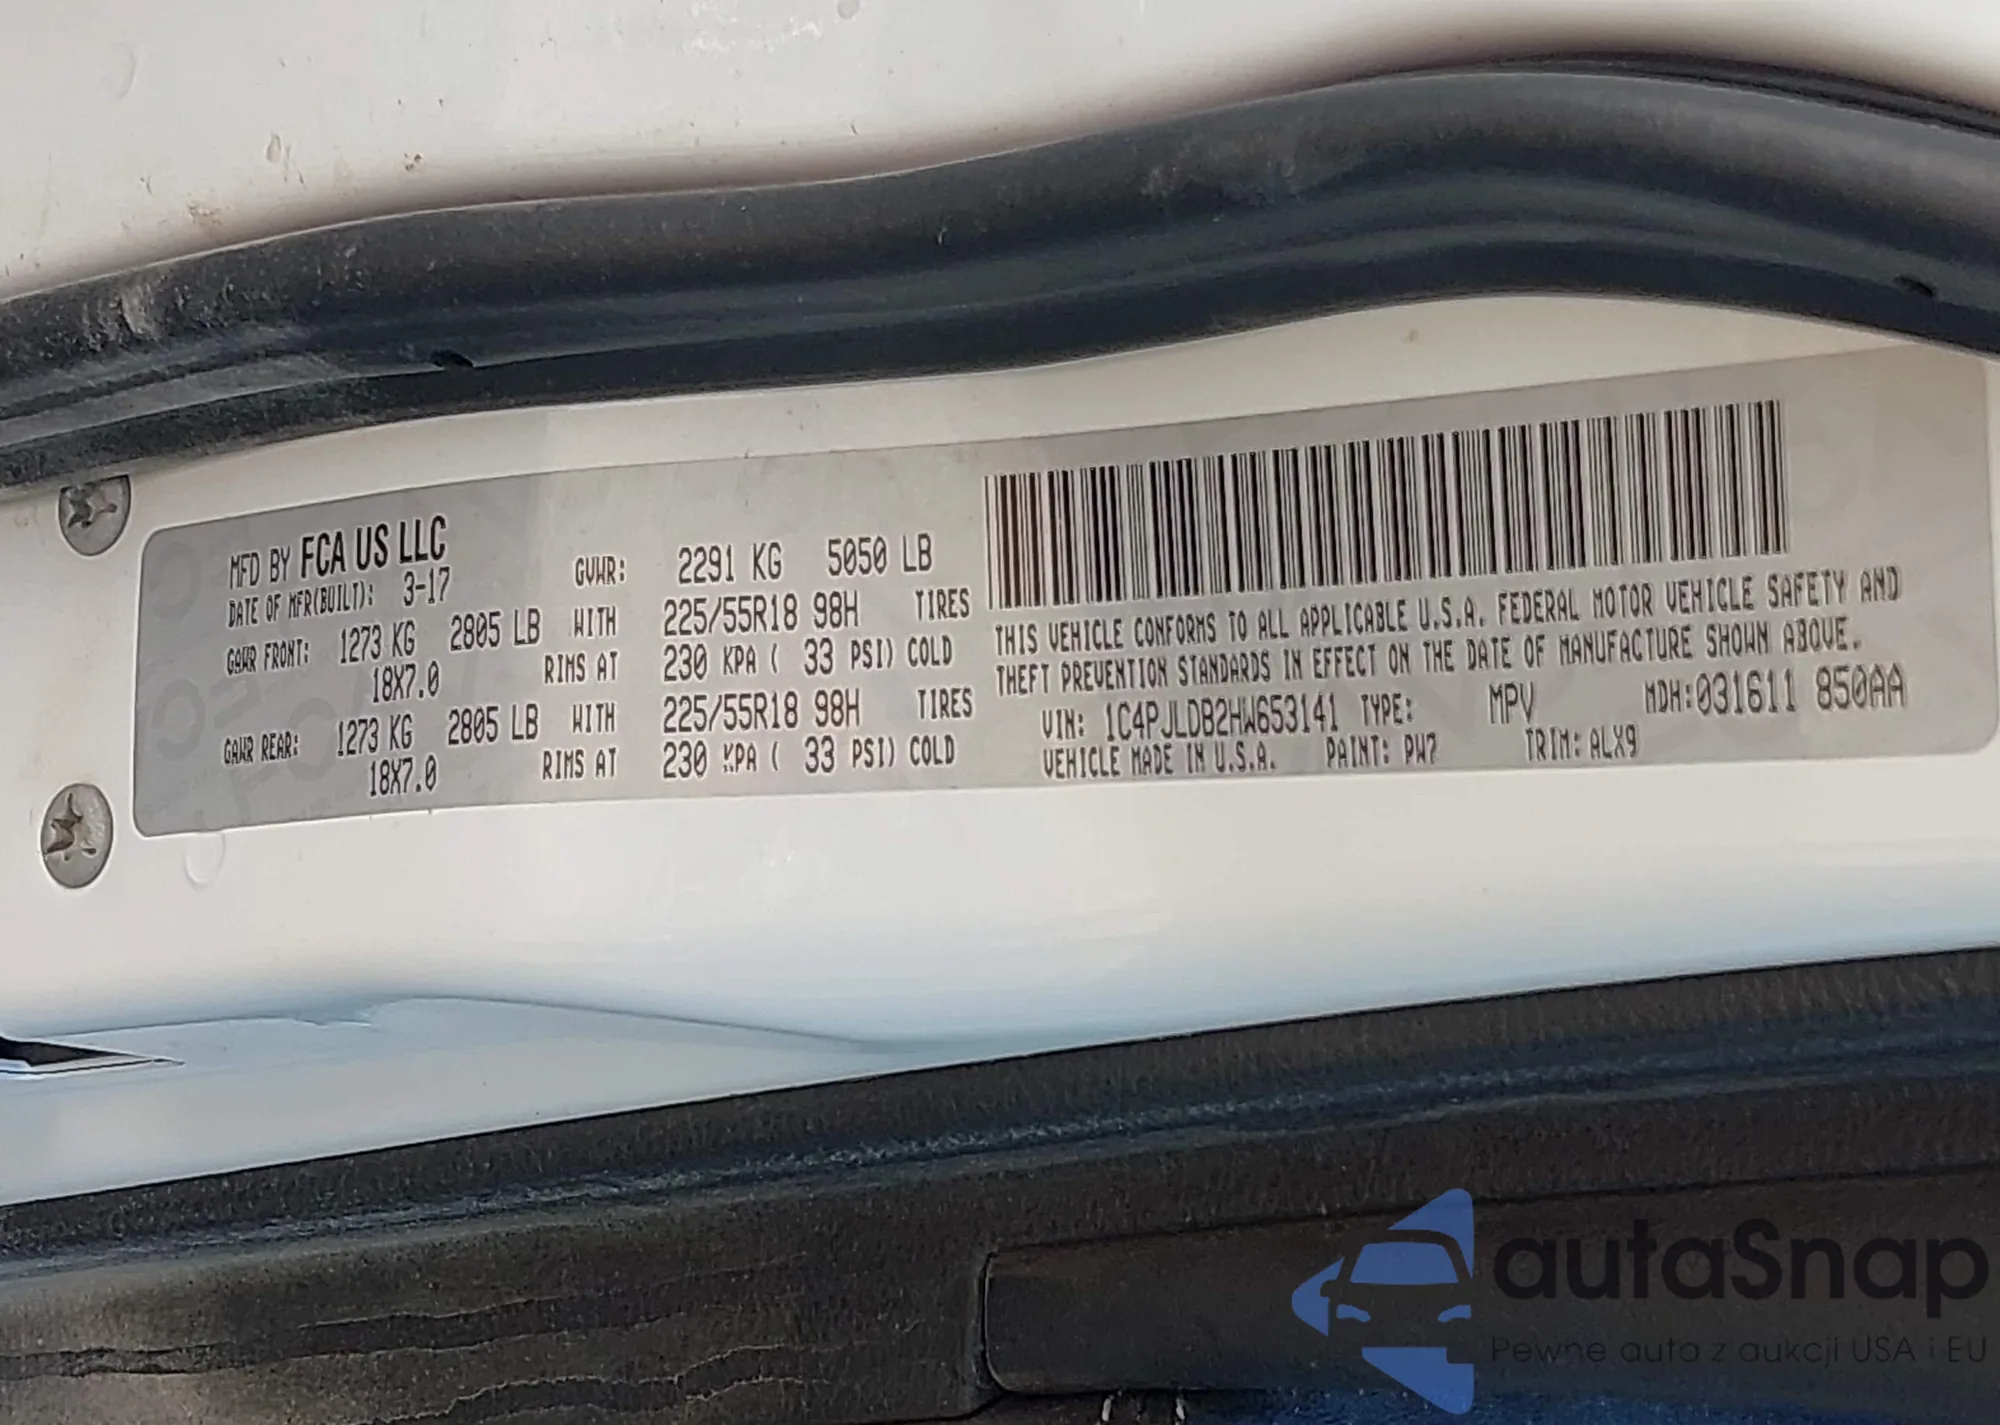 MFD BY FCA US LLC
DATE OF MFR(BUILT): 3-17 GVWR: 2291 KG 5050 LB
GAWR FRONT: 1273 KG 2805 LB WITH 225/55R18 98H TIRES
18X7.0 RIMS AT 230 KPA ( 33 PSI) COLD
GAWR REAR: 1273 KG 2805 LB WITH 225/55R18 98H TIRES
18X7.0 RIMS AT 230 KPA ( 33 PSI) COLD
THIS VEHICLE CONFORMS TO ALL APPLICABLE U.S.A. FEDERAL MOTOR VEHICLE SAFETY AND
THEFT PREVENTION STANDARDS IN EFFECT ON THE DATE OF MANUFACTURE SHOWN ABOVE.
VIN: 1C4PJLDB2HW653141 TYPE: MPV MDH:031611 850AA
VEHICLE MADE IN U.S.A. PAINT: PW7 TRIM: ALX9
autaSnap
Pewne auta z aukcji USA i EU